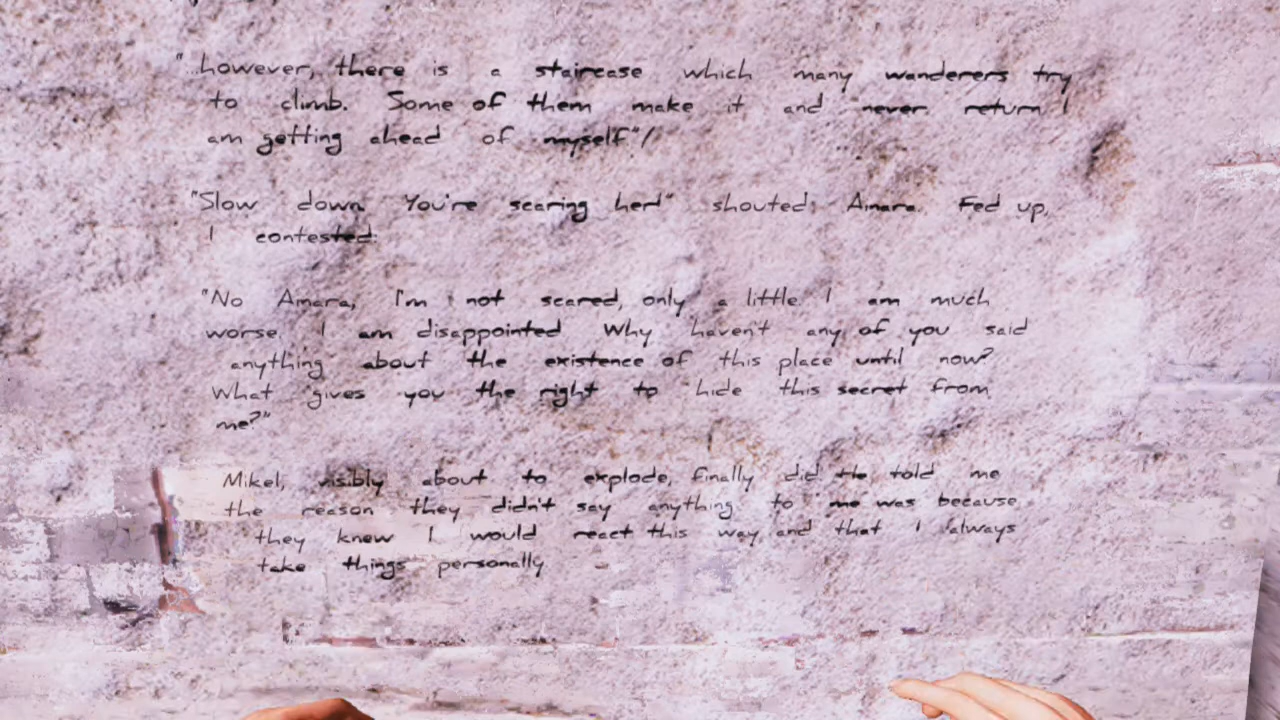 "...however, there is a staircase which many wanderers try
to climb. Some of them make it and never return. I
am getting ahead of myself"/
"Slow down. You're scaring her!" shouted Amara. Fed up,
I contested:
"No Amara, I'm not scared, only a little. I am much
worse. I am disappointed. Why haven't any of you said
anything about the existence of this place until now?
What gives you the right to hide this secret from
me?"
Mikel, visibly about to explode, finally did. He told me
the reason they didn't say anything to me was because
they knew I would react this way, and that I always
take things personally